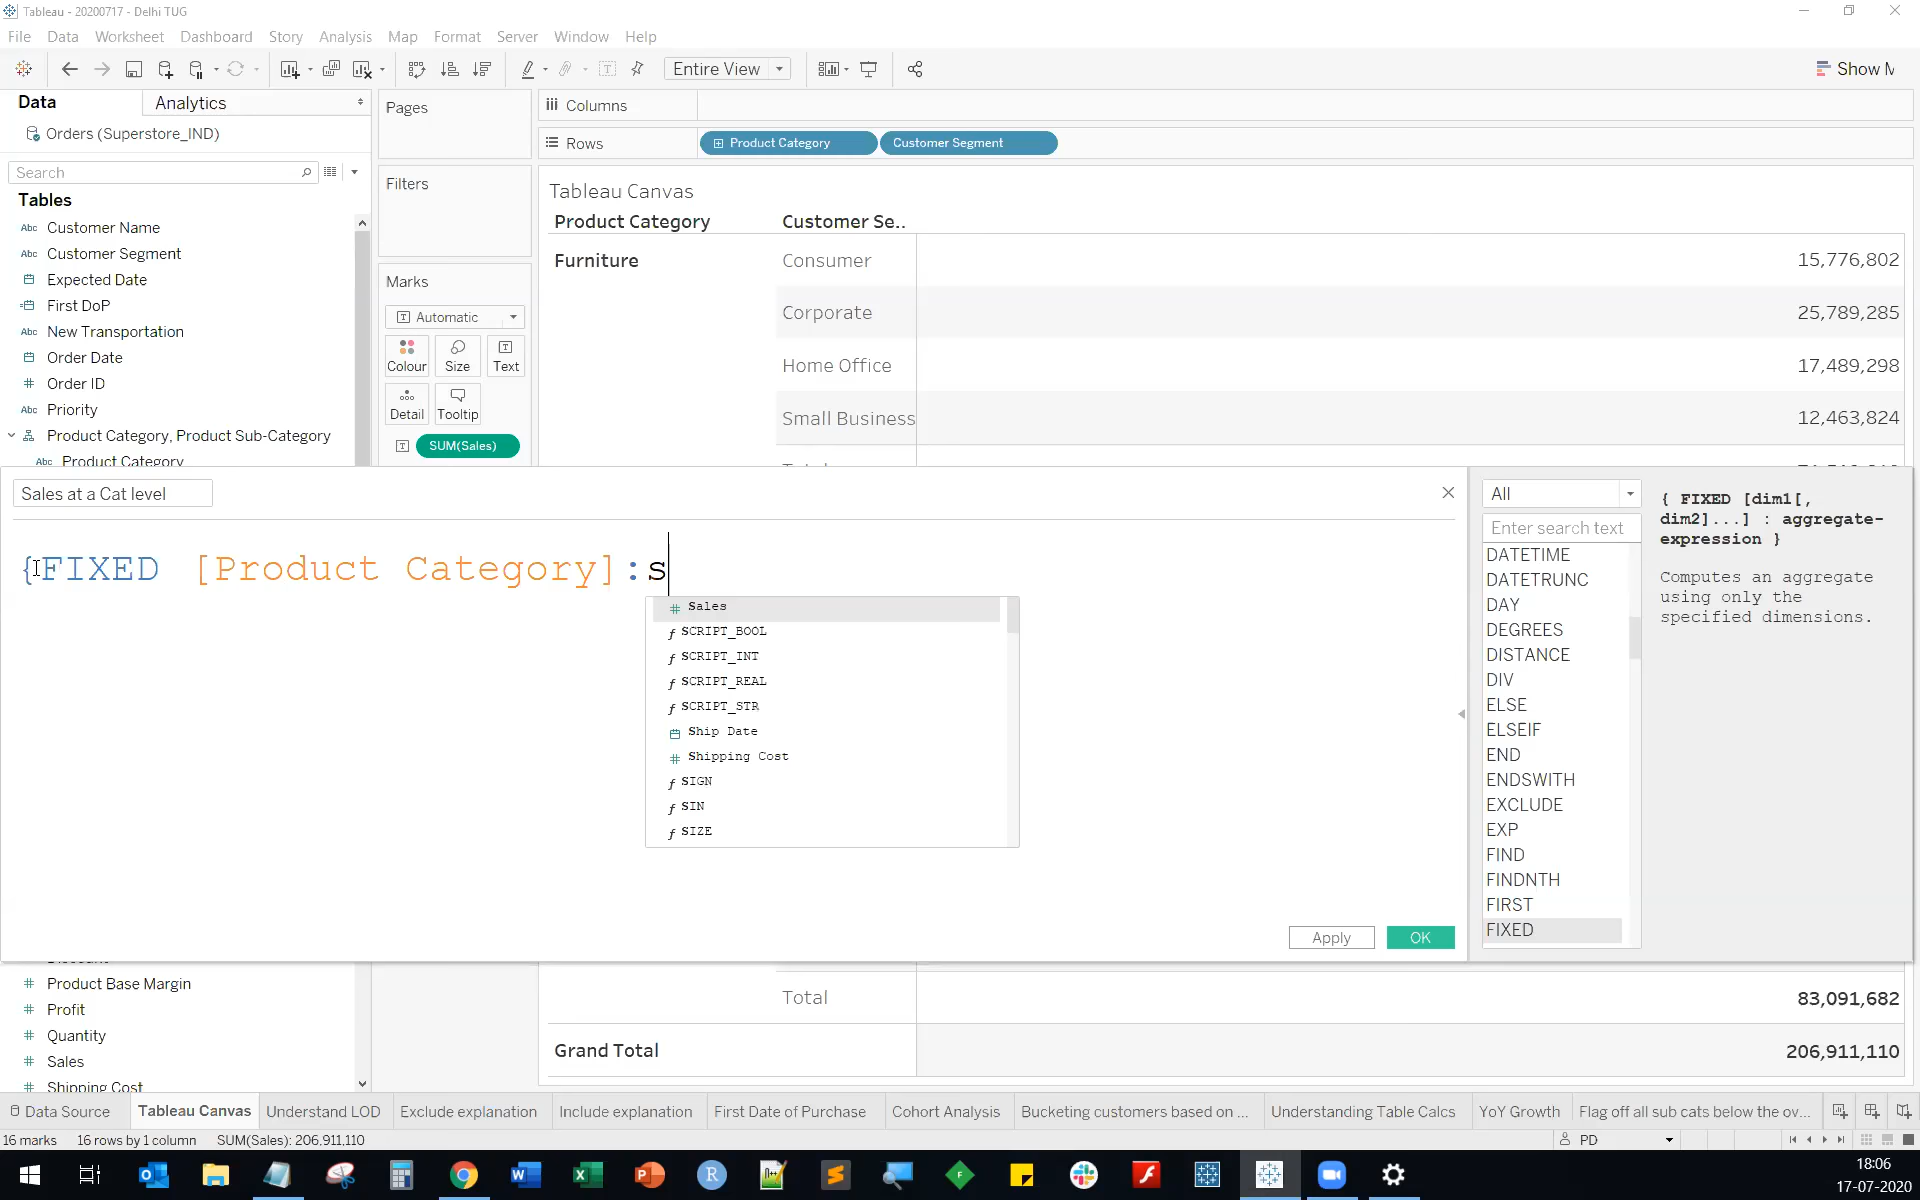 Tableau - 20200717 - Delhi TUG
File Data Worksheet Dashboard Story Analysis Map Format Server Window Help
Entire View
Show M
Data
Analytics
Orders (Superstore_IND)
Search
Tables
Abc Customer Name
Abc Customer Segment
Expected Date
First DoP
Abc New Transportation
Order Date
# Order ID
Abc Priority
Product Category, Product Sub-Category
Abc Product Category
Pages
Filters
Marks
Automatic
Colour
Size
Text
Detail
Tooltip
SUM(Sales)
Columns
Rows
Product Category
Customer Segment
Tableau Canvas
Product Category Customer Se..
Furniture Consumer 15,776,802
Corporate 25,789,285
Home Office 17,489,298
Small Business 12,463,824
Sales at a Cat level
{FIXED [Product Category]:s
# Sales
f SCRIPT_BOOL
f SCRIPT_INT
f SCRIPT_REAL
f SCRIPT_STR
Ship Date
# Shipping Cost
f SIGN
f SIN
f SIZE
Apply
OK
All
Enter search text
DATETIME
DATETRUNC
DAY
DEGREES
DISTANCE
DIV
ELSE
ELSEIF
END
ENDSWITH
EXCLUDE
EXP
FIND
FINDNTH
FIRST
FIXED
{ FIXED [dim1[,
dim2]...] : aggregate-
expression }
Computes an aggregate
using only the
specified dimensions.
# Product Base Margin
# Profit
# Quantity
# Sales
# Shipping Cost
Total 83,091,682
Grand Total 206,911,110
Data Source Tableau Canvas Understand LOD Exclude explanation Include explanation First Date of Purchase Cohort Analysis Bucketing customers based on ... Understanding Table Calcs YoY Growth Flag off all sub cats below the ov...
16 marks 16 rows by 1 column SUM(Sales): 206,911,110
PD
18:06
17-07-2020